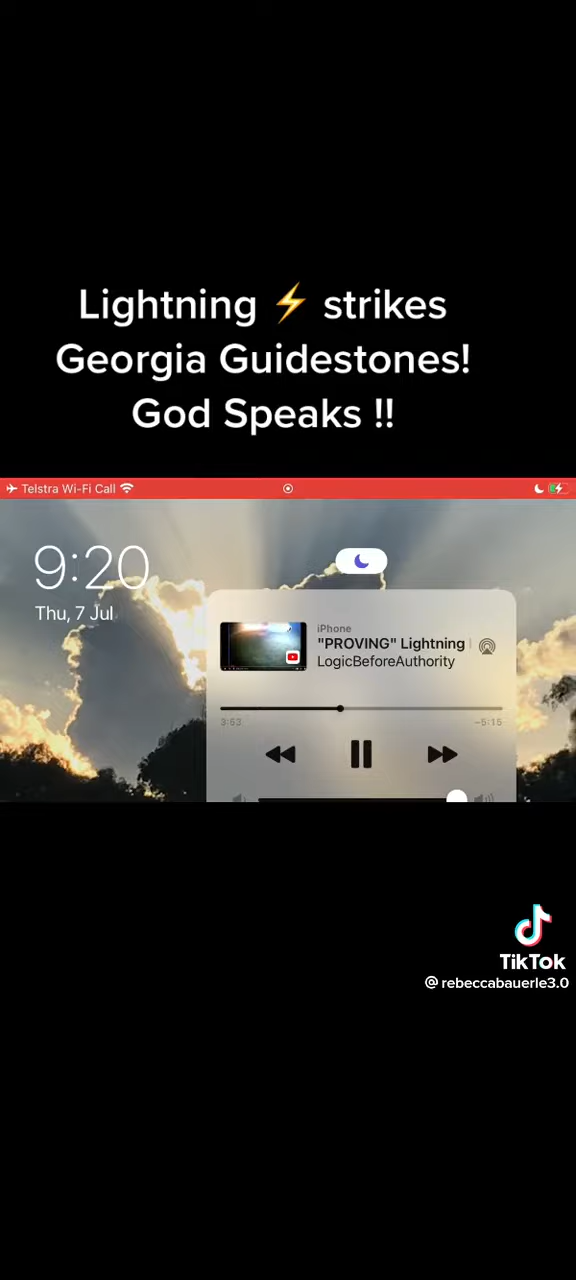 Lightning ⚡ strikes
Georgia Guidestones!
God Speaks !!
Telstra Wi-Fi Call
9:20
Thu, 7 Jul
iPhone
"PROVING" Lightning
LogicBeforeAuthority
3:53
-5:15
TikTok
@rebeccabauerle3.0